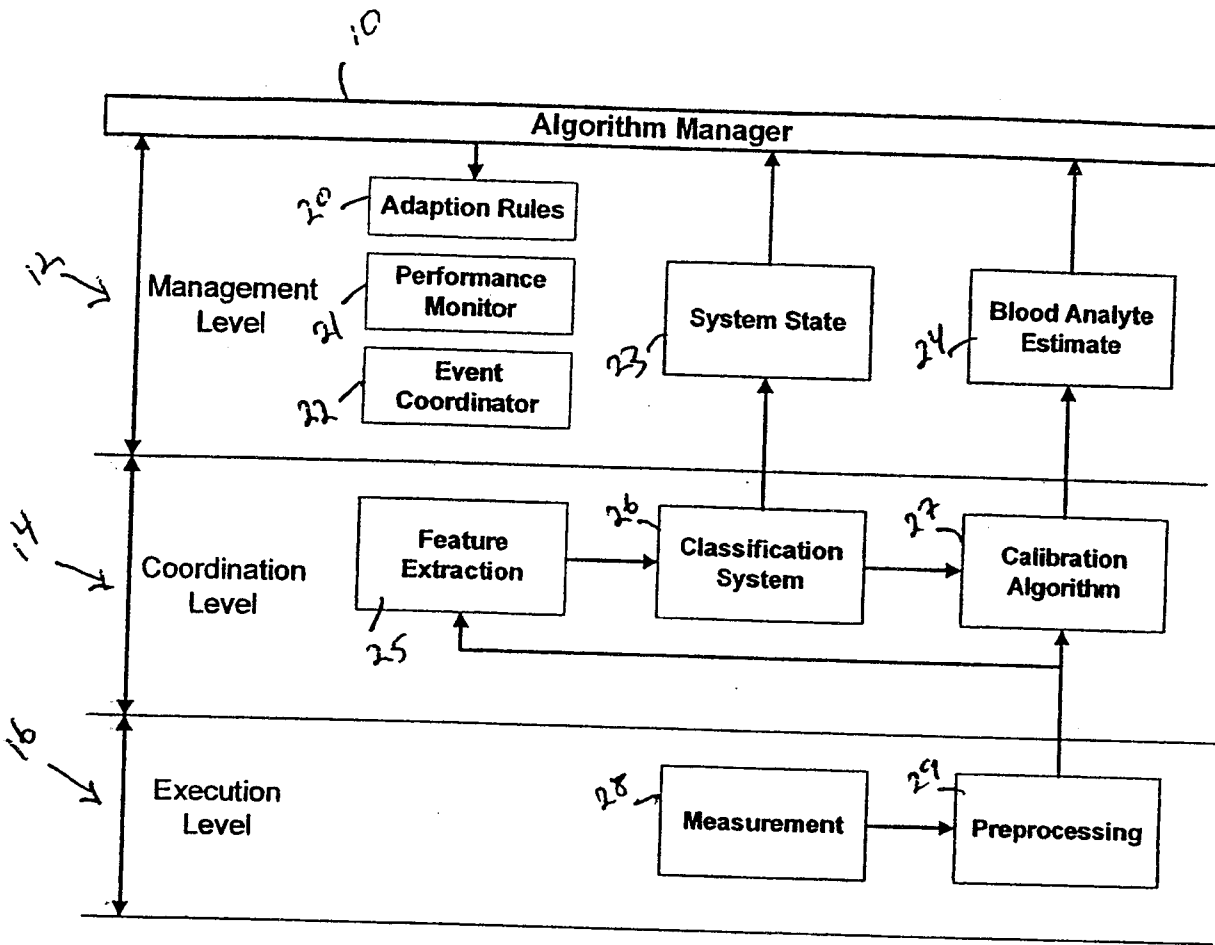 10
Algorithm Manager
20
Adaption Rules
12
Management
Level
21
Performance
Monitor
22
Event
Coordinator
23
System State
24
Blood Analyte
Estimate
14
Coordination
Level
25
Feature
Extraction
26
Classification
System
27
Calibration
Algorithm
16
Execution
Level
28
Measurement
29
Preprocessing